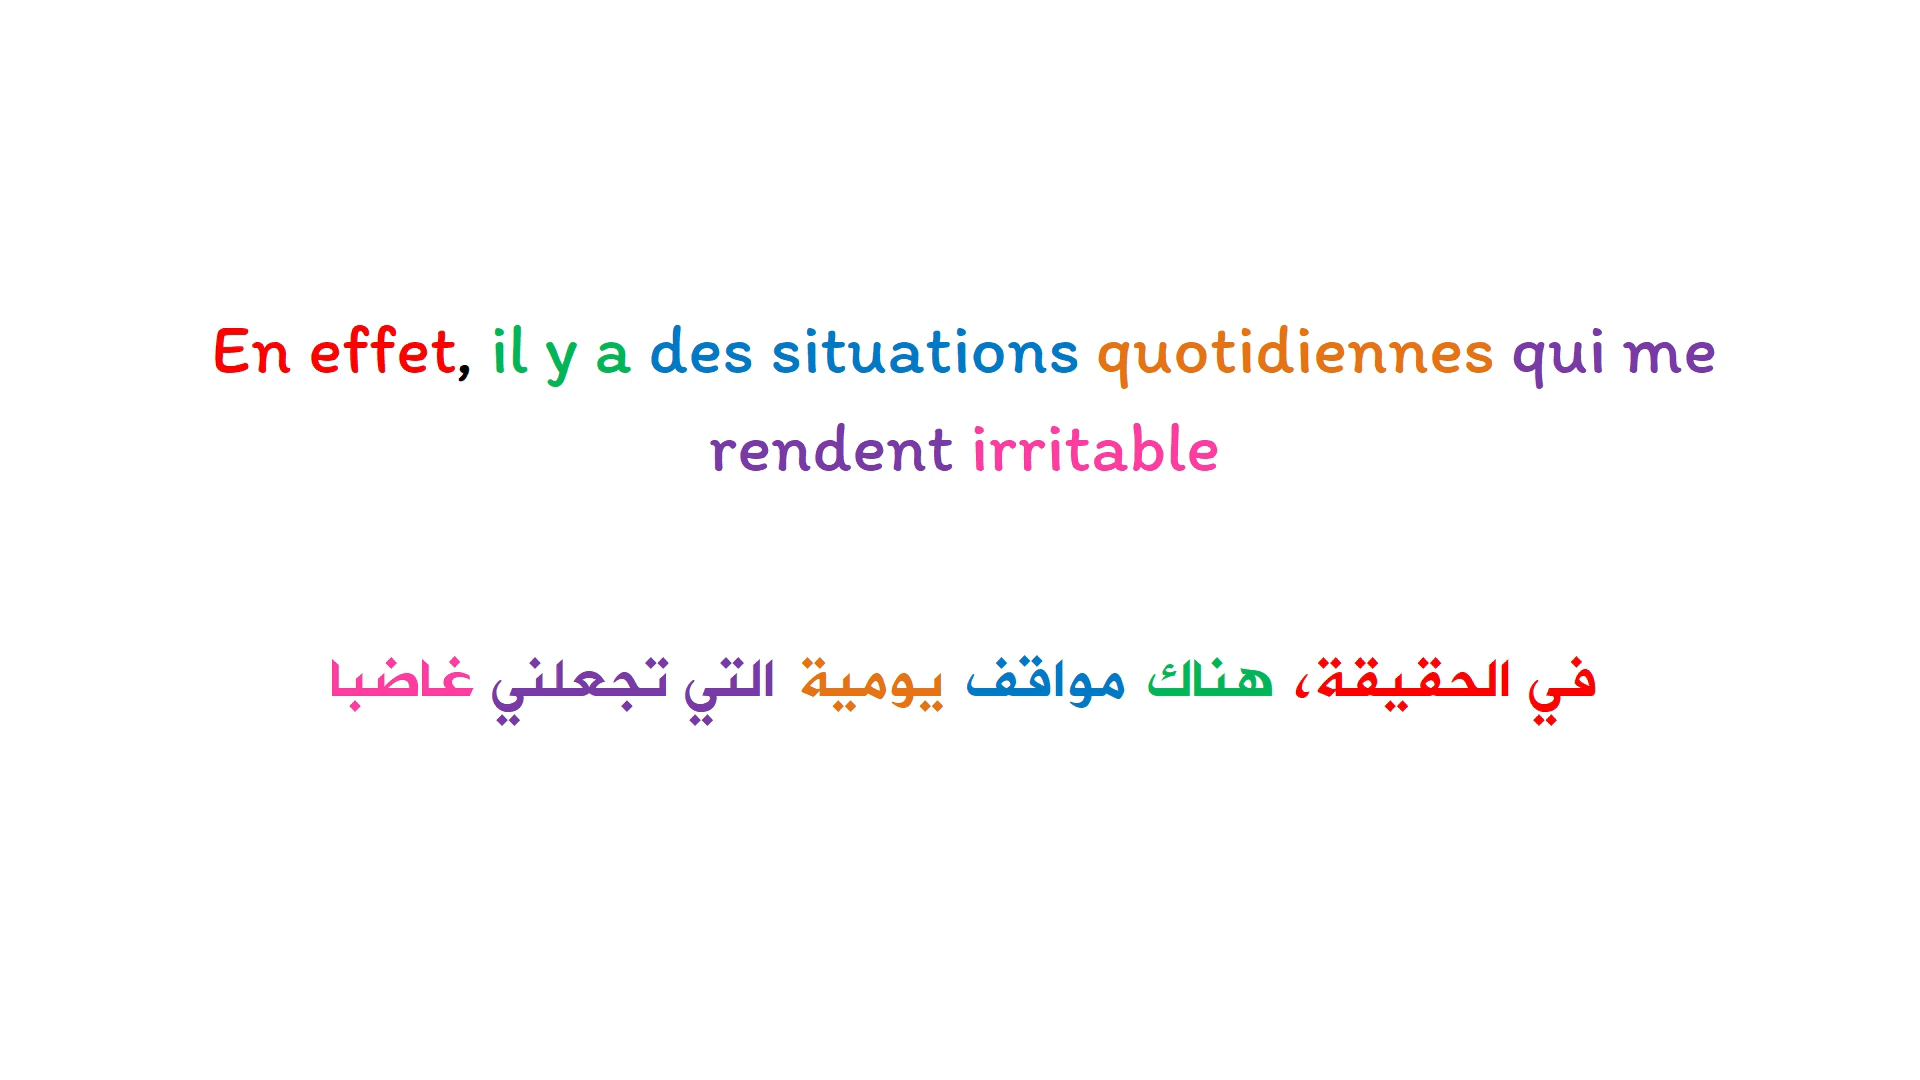 En effet, il y a des situations quotidiennes qui me
rendent irritable
في الحقيقة، هناك مواقف يومية التي تجعلني غاضبا